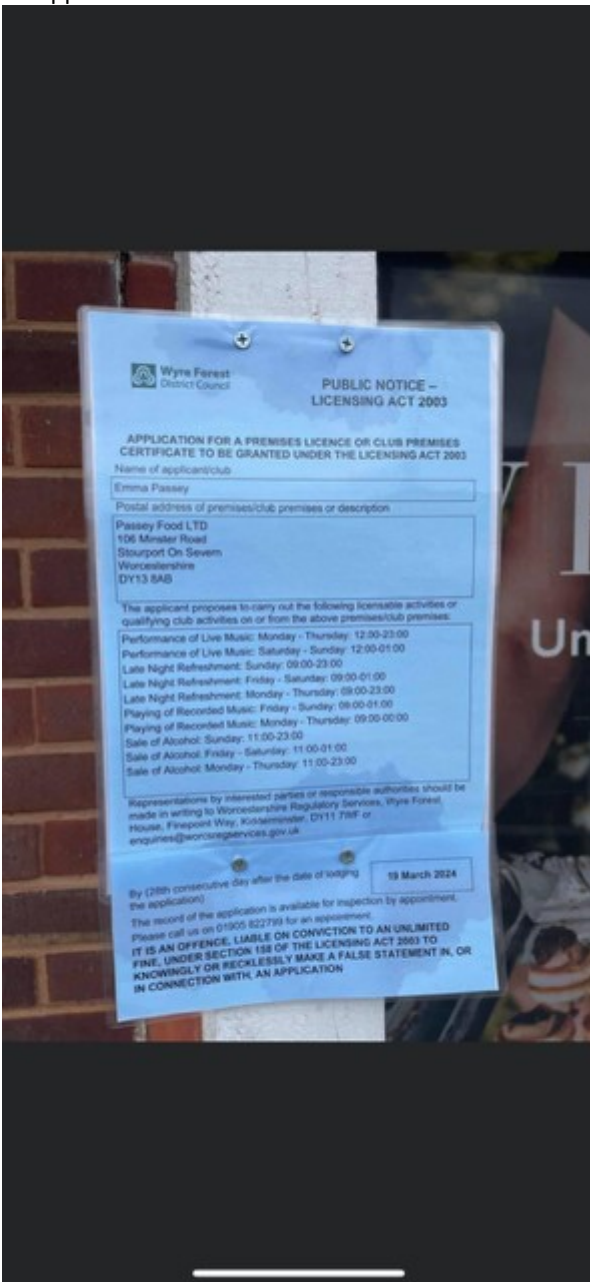 Wyre Forest
District Council
PUBLIC NOTICE –
LICENSING ACT 2003
APPLICATION FOR A PREMISES LICENCE OR CLUB PREMISES
CERTIFICATE TO BE GRANTED UNDER THE LICENSING ACT 2003
Name of applicant/club
Emma Passey
Postal address of premises/club premises or description
Passey Food LTD
106 Minster Road
Stourport On Severn
Worcestershire
DY13 8AB
The applicant proposes to carry out the following licensable activities or
qualifying club activities on or from the above premises/club premises:
Performance of Live Music: Monday - Thursday: 12:00-23:00
Performance of Live Music: Saturday - Sunday: 12:00-01:00
Late Night Refreshment: Sunday: 09:00-23:00
Late Night Refreshment: Friday - Saturday: 09:00-01:00
Late Night Refreshment: Monday - Thursday: 09:00-23:00
Playing of Recorded Music: Friday - Sunday: 09:00-01:00
Playing of Recorded Music: Monday - Thursday: 09:00-00:00
Sale of Alcohol: Sunday: 11:00-23:00
Sale of Alcohol: Friday - Saturday: 11:00-01:00
Sale of Alcohol: Monday - Thursday: 11:00-23:00
Representations by interested parties or responsible authorities should be
made in writing to Worcestershire Regulatory Services, Wyre Forest
House, Finepoint Way, Kidderminster, DY11 7WF or
enquiries@worcsregservices.gov.uk
By (28th consecutive day after the date of lodging
the application)
19 March 2024
The record of the application is available for inspection by appointment.
Please call us on 01905 822799 for an appointment.
IT IS AN OFFENCE, LIABLE ON CONVICTION TO AN UNLIMITED
FINE, UNDER SECTION 158 OF THE LICENSING ACT 2003 TO
KNOWINGLY OR RECKLESSLY MAKE A FALSE STATEMENT IN, OR
IN CONNECTION WITH, AN APPLICATION
Un